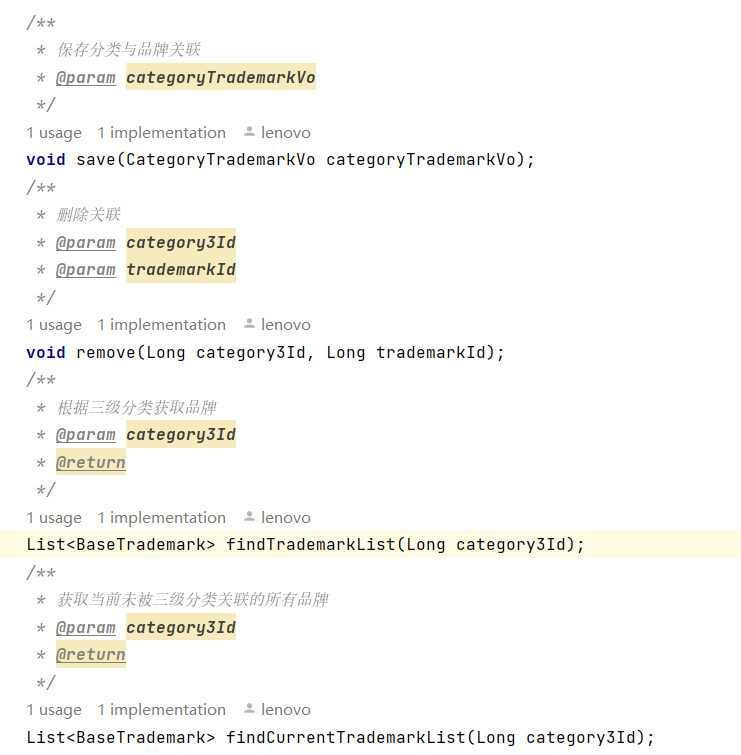 /**
 * 保存分类与品牌关联
 * @param categoryTrademarkVo
 */
1 usage 1 implementation lenovo
void save(CategoryTrademarkVo categoryTrademarkVo);
/**
 * 删除关联
 * @param category3Id
 * @param trademarkId
 */
1 usage 1 implementation lenovo
void remove(Long category3Id, Long trademarkId);
/**
 * 根据三级分类获取品牌
 * @param category3Id
 * @return
 */
1 usage 1 implementation lenovo
List<BaseTrademark> findTrademarkList(Long category3Id);
/**
 * 获取当前未被三级分类关联的所有品牌
 * @param category3Id
 * @return
 */
1 usage 1 implementation lenovo
List<BaseTrademark> findCurrentTrademarkList(Long category3Id);